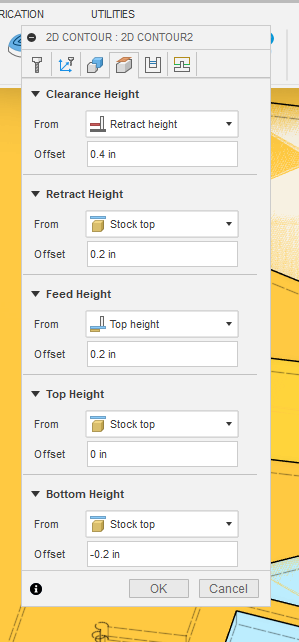 RICATION UTILITIES
2D CONTOUR : 2D CONTOUR2
Clearance Height
From Retract height
Offset 0.4 in
Retract Height
From Stock top
Offset 0.2 in
Feed Height
From Top height
Offset 0.2 in
Top Height
From Stock top
Offset 0 in
Bottom Height
From Stock top
Offset -0.2 in
OK Cancel